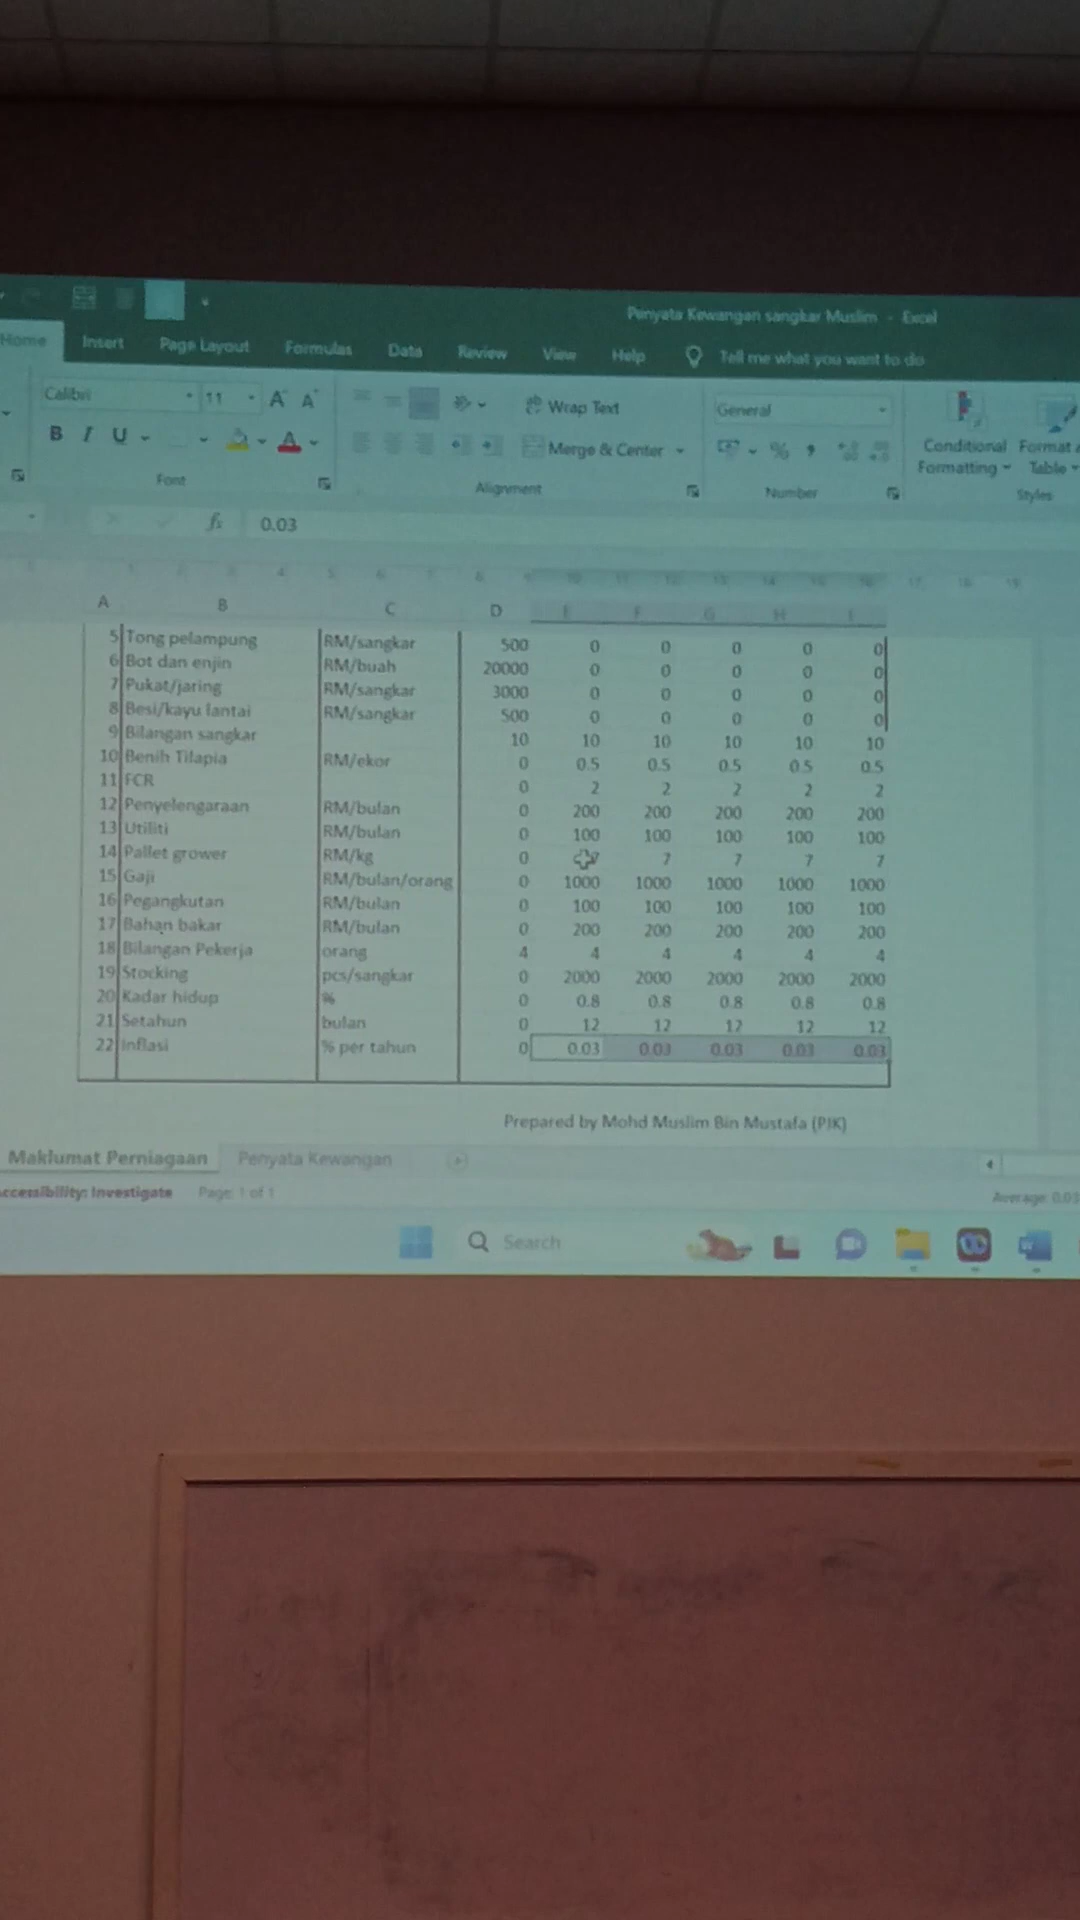 Penyata Kewangan sangkar Muslim - Excel
Home Insert Page Layout Formulas Data Review View Help Tell me what you want to do
Calibri 11 A A Wrap Text General
B I U A Merge & Center % Conditional Format a
Formatting Table
Font Alignment Number Styles
fx 0.03
A B C D E F G H I
5 Tong pelampung RM/sangkar 500 0 0 0 0 0
6 Bot dan enjin RM/buah 20000 0 0 0 0 0
7 Pukat/jaring RM/sangkar 3000 0 0 0 0 0
8 Besi/kayu lantai RM/sangkar 500 0 0 0 0 0
9 Bilangan sangkar 10 10 10 10 10 10
10 Benih Tilapia RM/ekor 0 0.5 0.5 0.5 0.5 0.5
11 FCR 0 2 2 2 2 2
12 Penyelengaraan RM/bulan 0 200 200 200 200 200
13 Utiliti RM/bulan 0 100 100 100 100 100
14 Pallet grower RM/kg 0 7 7 7 7
15 Gaji RM/bulan/orang 0 1000 1000 1000 1000 1000
16 Pegangkutan RM/bulan 0 100 100 100 100 100
17 Bahan bakar RM/bulan 0 200 200 200 200 200
18 Bilangan Pekerja orang 4 4 4 4 4 4
19 Stocking pcs/sangkar 0 2000 2000 2000 2000 2000
20 Kadar hidup % 0 0.8 0.8 0.8 0.8 0.8
21 Setahun bulan 0 12 12 12 12 12
22 Inflasi % per tahun 0 0.03 0.03 0.03 0.03 0.03
Prepared by Mohd Muslim Bin Mustafa (PJK)
Maklumat Perniagaan Penyata Kewangan
ccessibility: Investigate Page: 1 of 1 Average: 0.03
Search